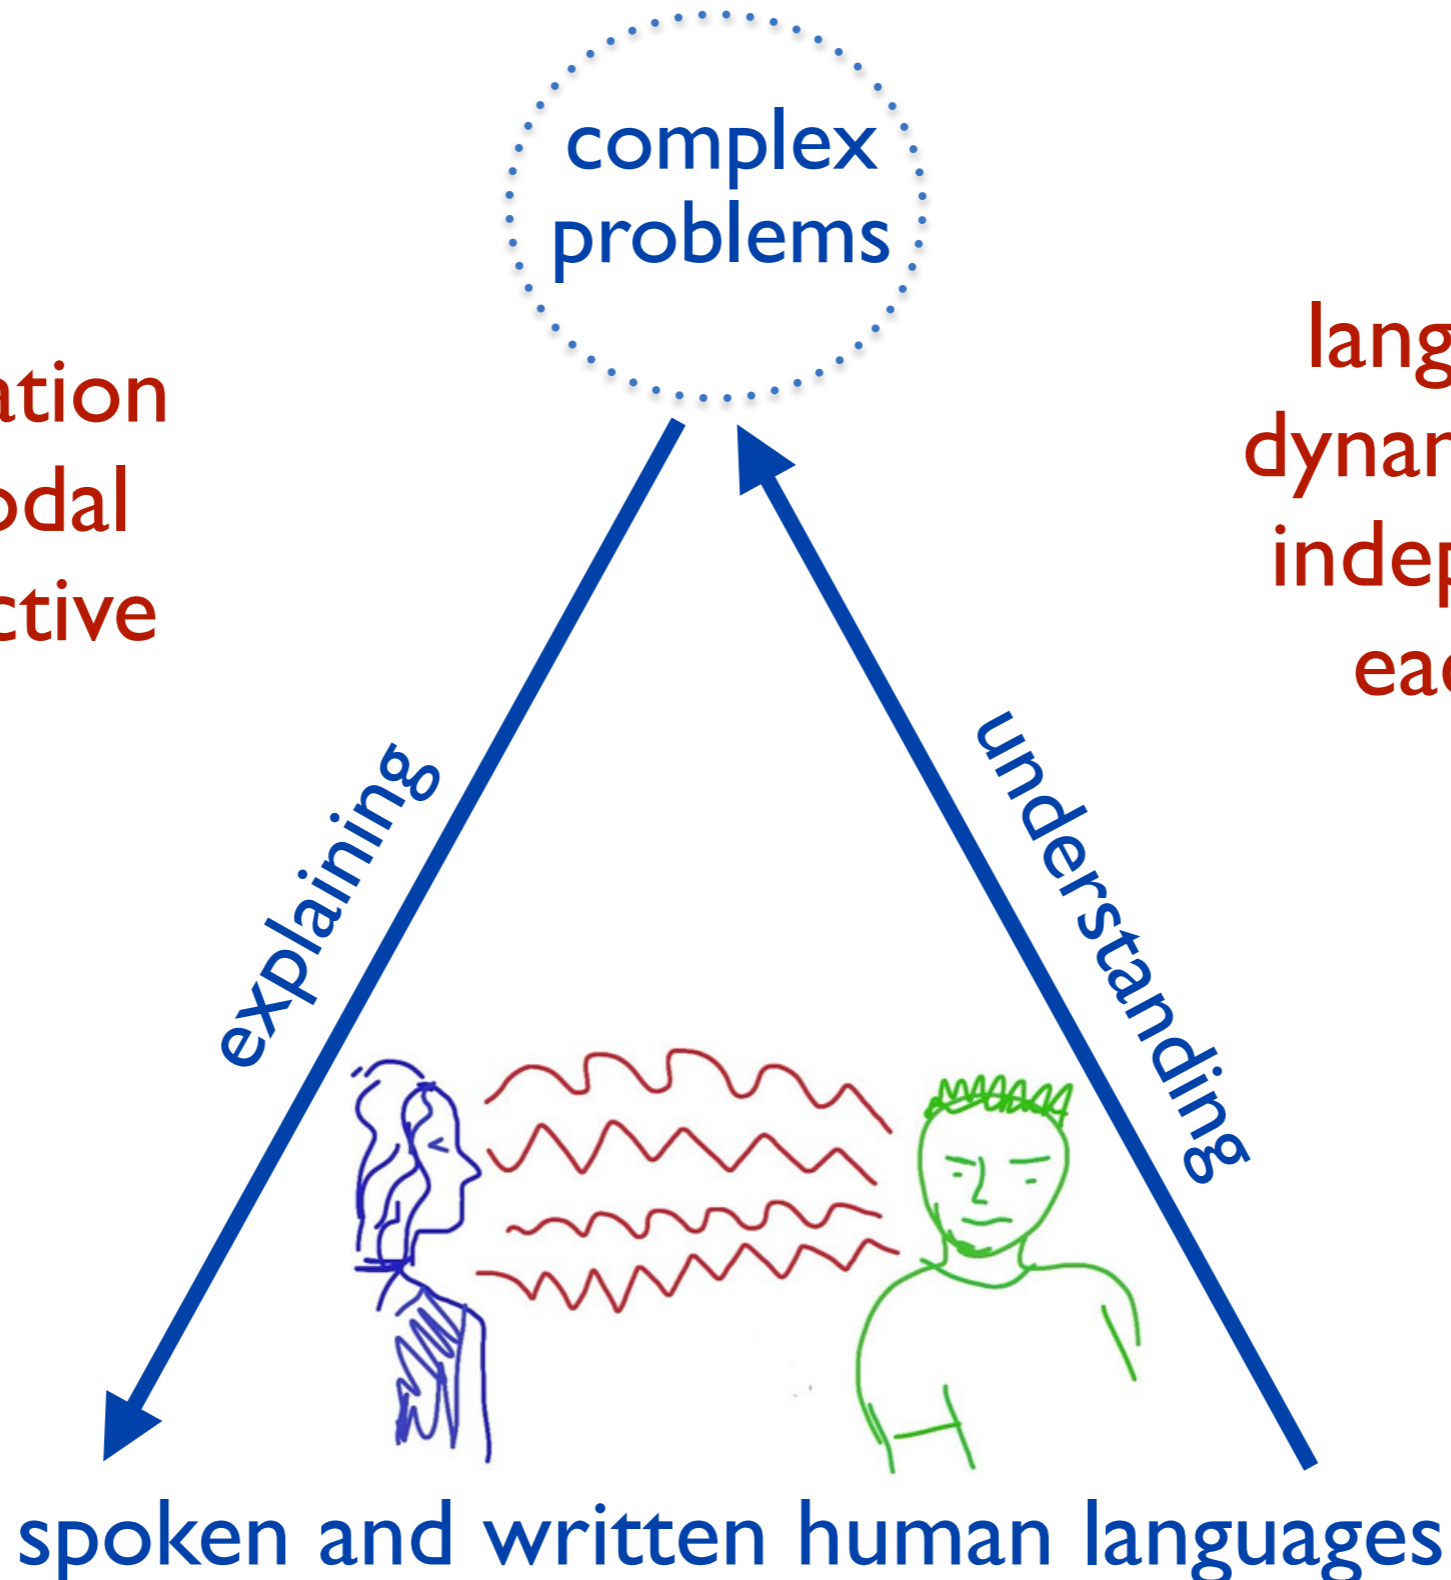 complex
problems
ation
odal
ctive
lang
dynar
indep
eac
explaining
understanding
spoken and written human languages